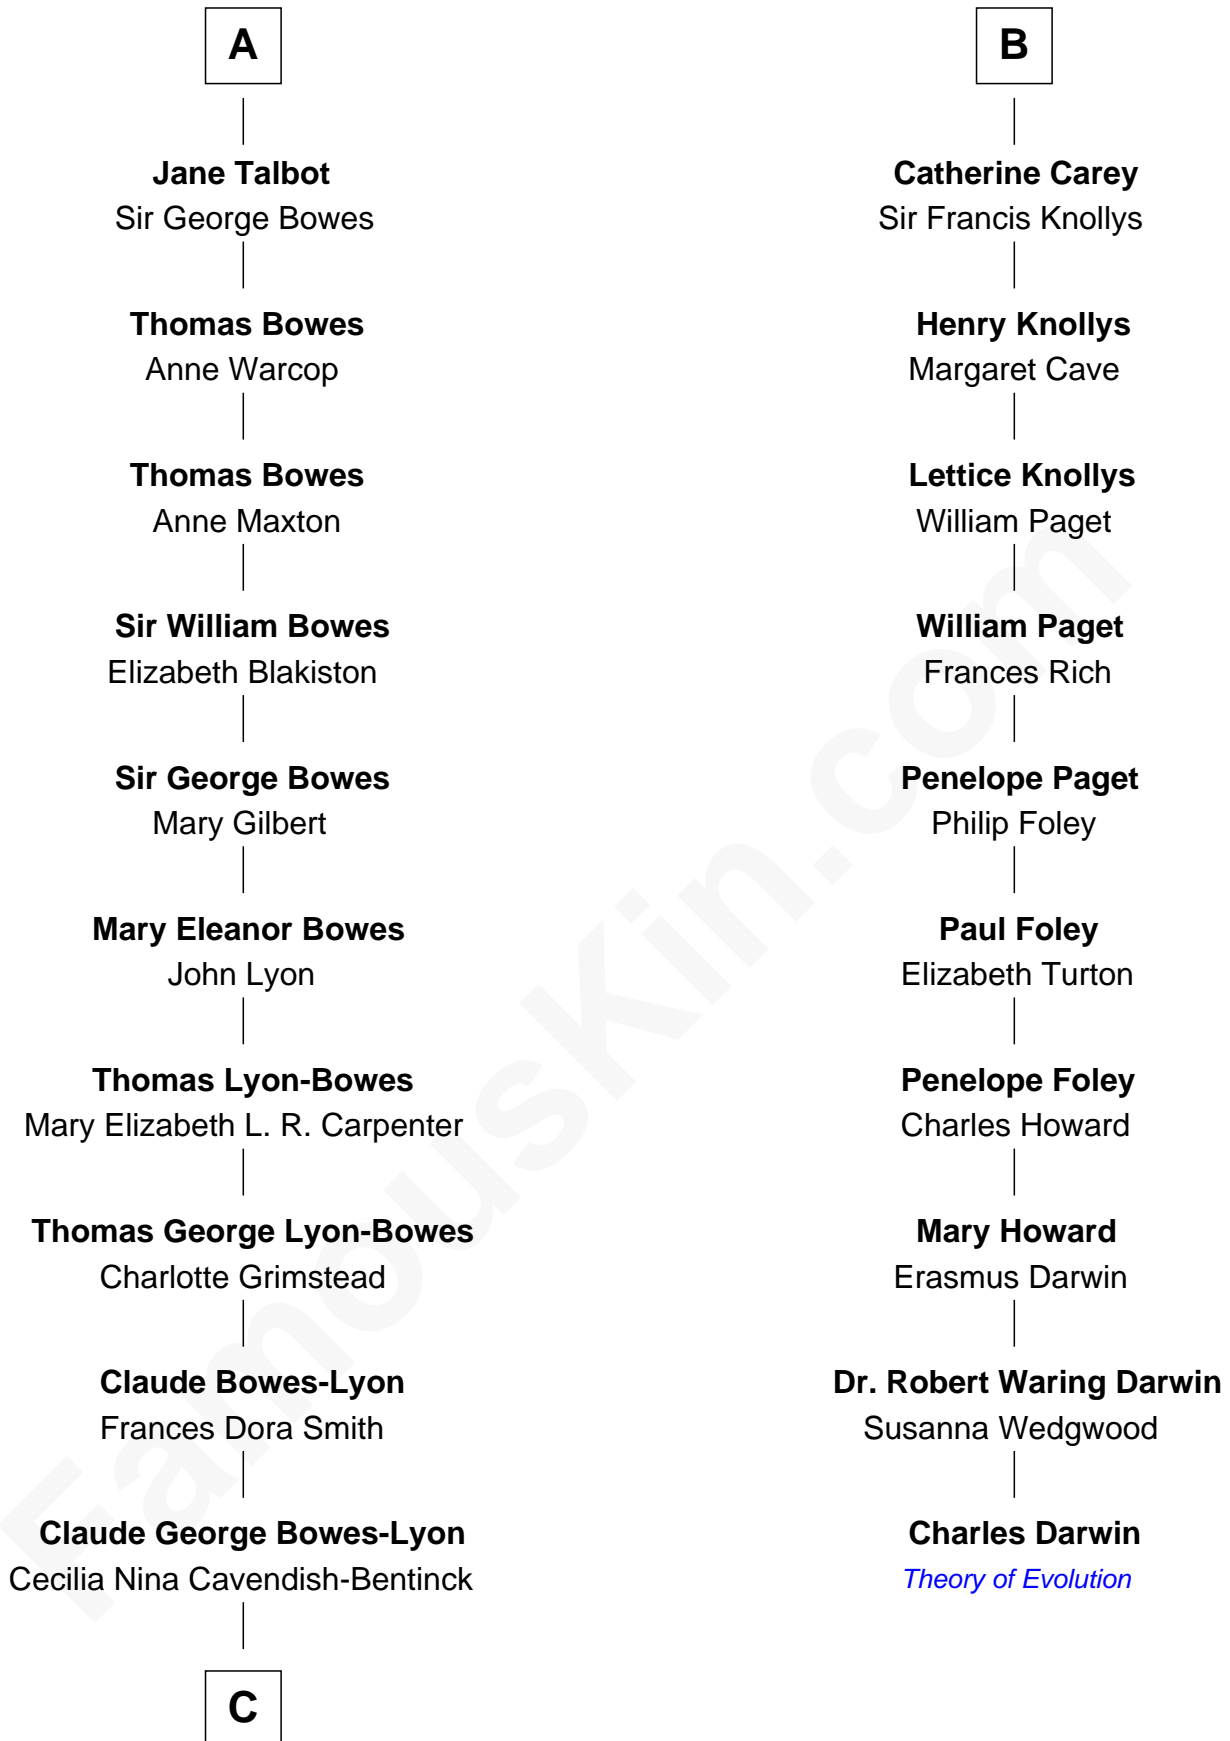 A
Jane Talbot
Sir George Bowes
Thomas Bowes
Anne Warcop
Thomas Bowes
Anne Maxton
Sir William Bowes
Elizabeth Blakiston
Sir George Bowes
Mary Gilbert
Mary Eleanor Bowes
John Lyon
Thomas Lyon-Bowes
Mary Elizabeth L. R. Carpenter
Thomas George Lyon-Bowes
Charlotte Grimstead
Claude Bowes-Lyon
Frances Dora Smith
Claude George Bowes-Lyon
Cecilia Nina Cavendish-Bentinck
C
B
Catherine Carey
Sir Francis Knollys
Henry Knollys
Margaret Cave
Lettice Knollys
William Paget
William Paget
Frances Rich
Penelope Paget
Philip Foley
Paul Foley
Elizabeth Turton
Penelope Foley
Charles Howard
Mary Howard
Erasmus Darwin
Dr. Robert Waring Darwin
Susanna Wedgwood
Charles Darwin
Theory of Evolution
FamousKin.com